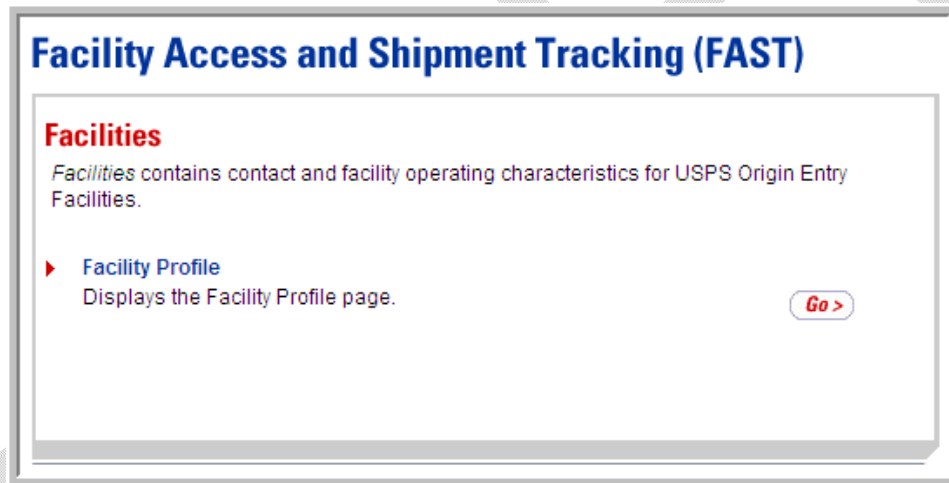 Facility Access and Shipment Tracking (FAST)
Facilities
Facilities contains contact and facility operating characteristics for USPS Origin Entry
Facilities.
Facility Profile
Displays the Facility Profile page.
Go >